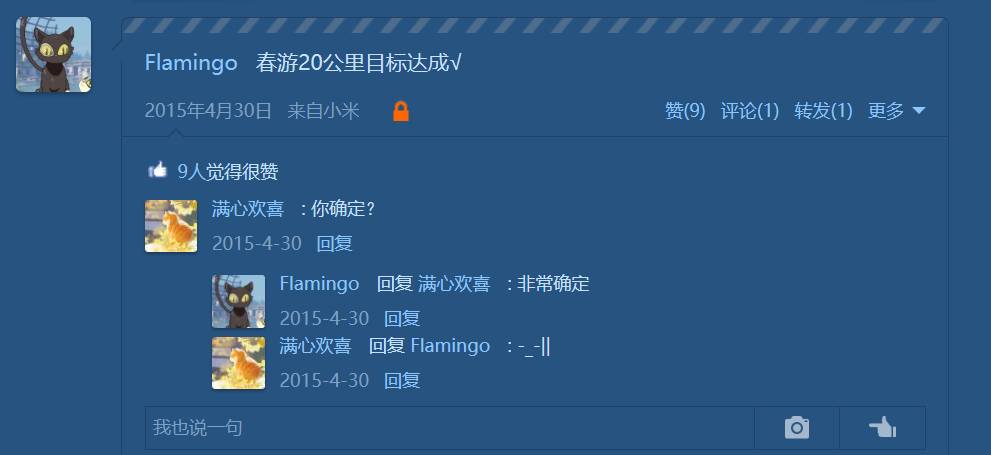 Flamingo 春游20公里目标达成√
2015年4月30日 来自小米 赞(9) 评论(1) 转发(1) 更多
9人觉得很赞
满心欢喜 : 你确定?
2015-4-30 回复
Flamingo 回复 满心欢喜 : 非常确定
2015-4-30 回复
满心欢喜 回复 Flamingo : -_-||
2015-4-30 回复
我也说一句